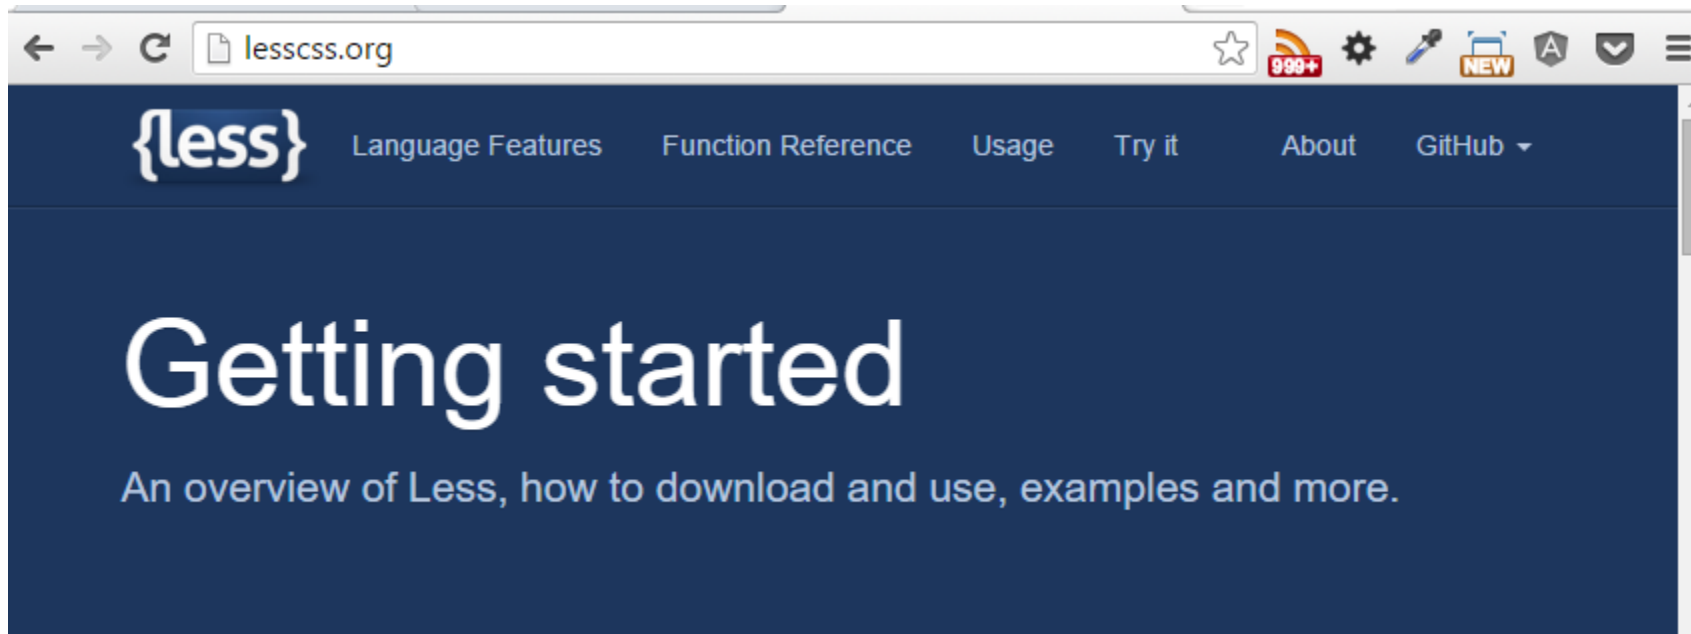 lesscss.org
999+
NEW
A
{less} Language Features Function Reference Usage Try it About GitHub
Getting started
An overview of Less, how to download and use, examples and more.